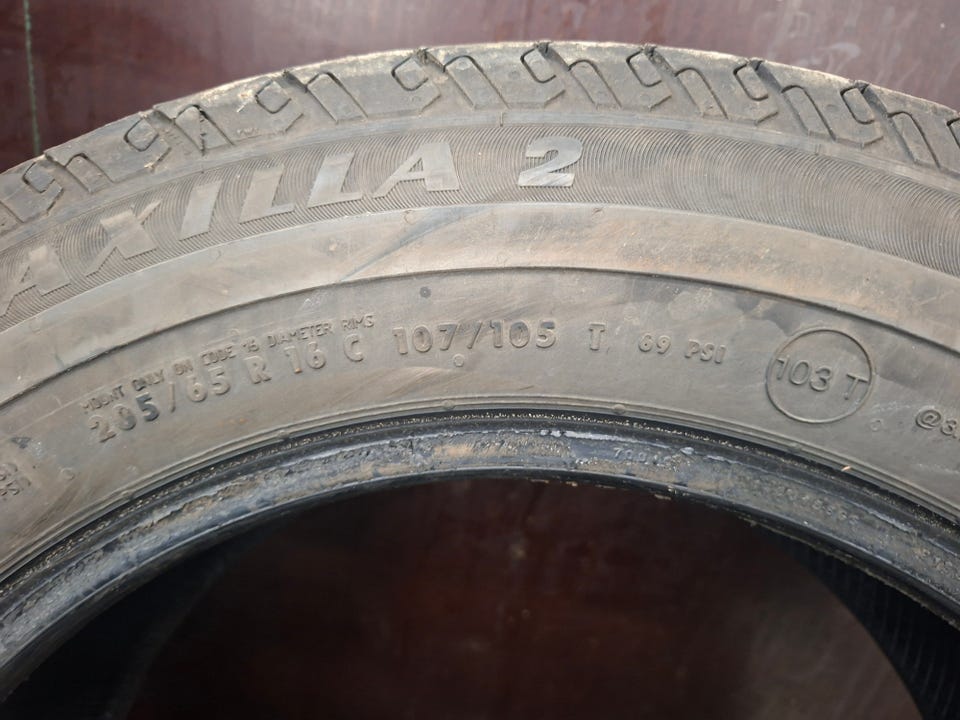 AXILLA 2
MOUNT ONLY ON CODE 16 DIAMETER RIMS
205/65 R 16 C 107/105 T 69 PSI 103 T